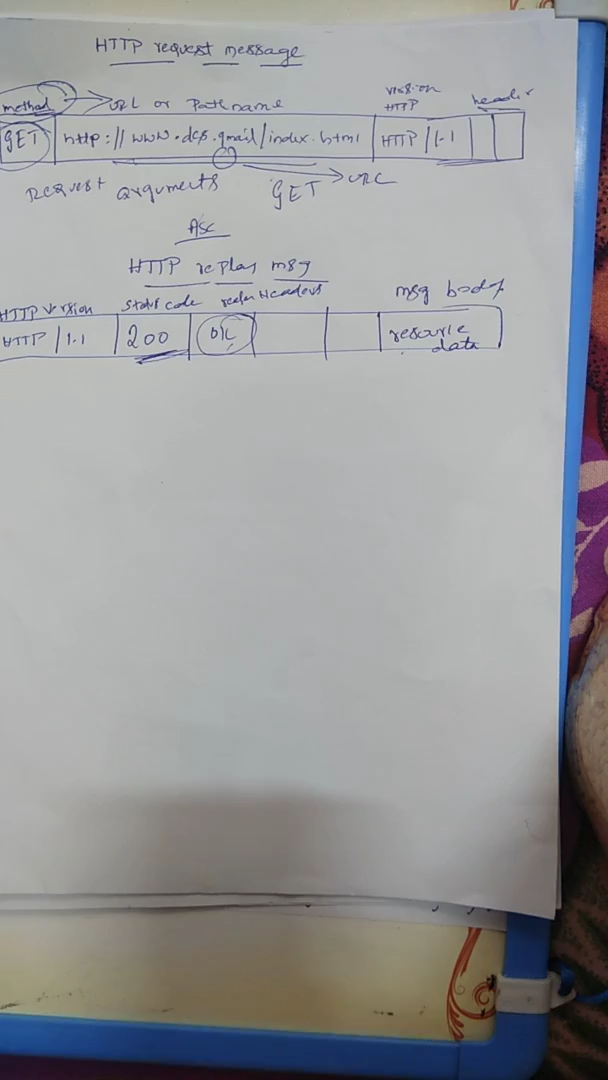 HTTP request message
method URL or Pathname version HTTP header
GET http://www.dcs.gmail/index.html HTTP/1.1
Request arguments GET URL
HTTP replay msg
HTTP version status code Headers msg body
HTTP/1.1 200 OK resource data